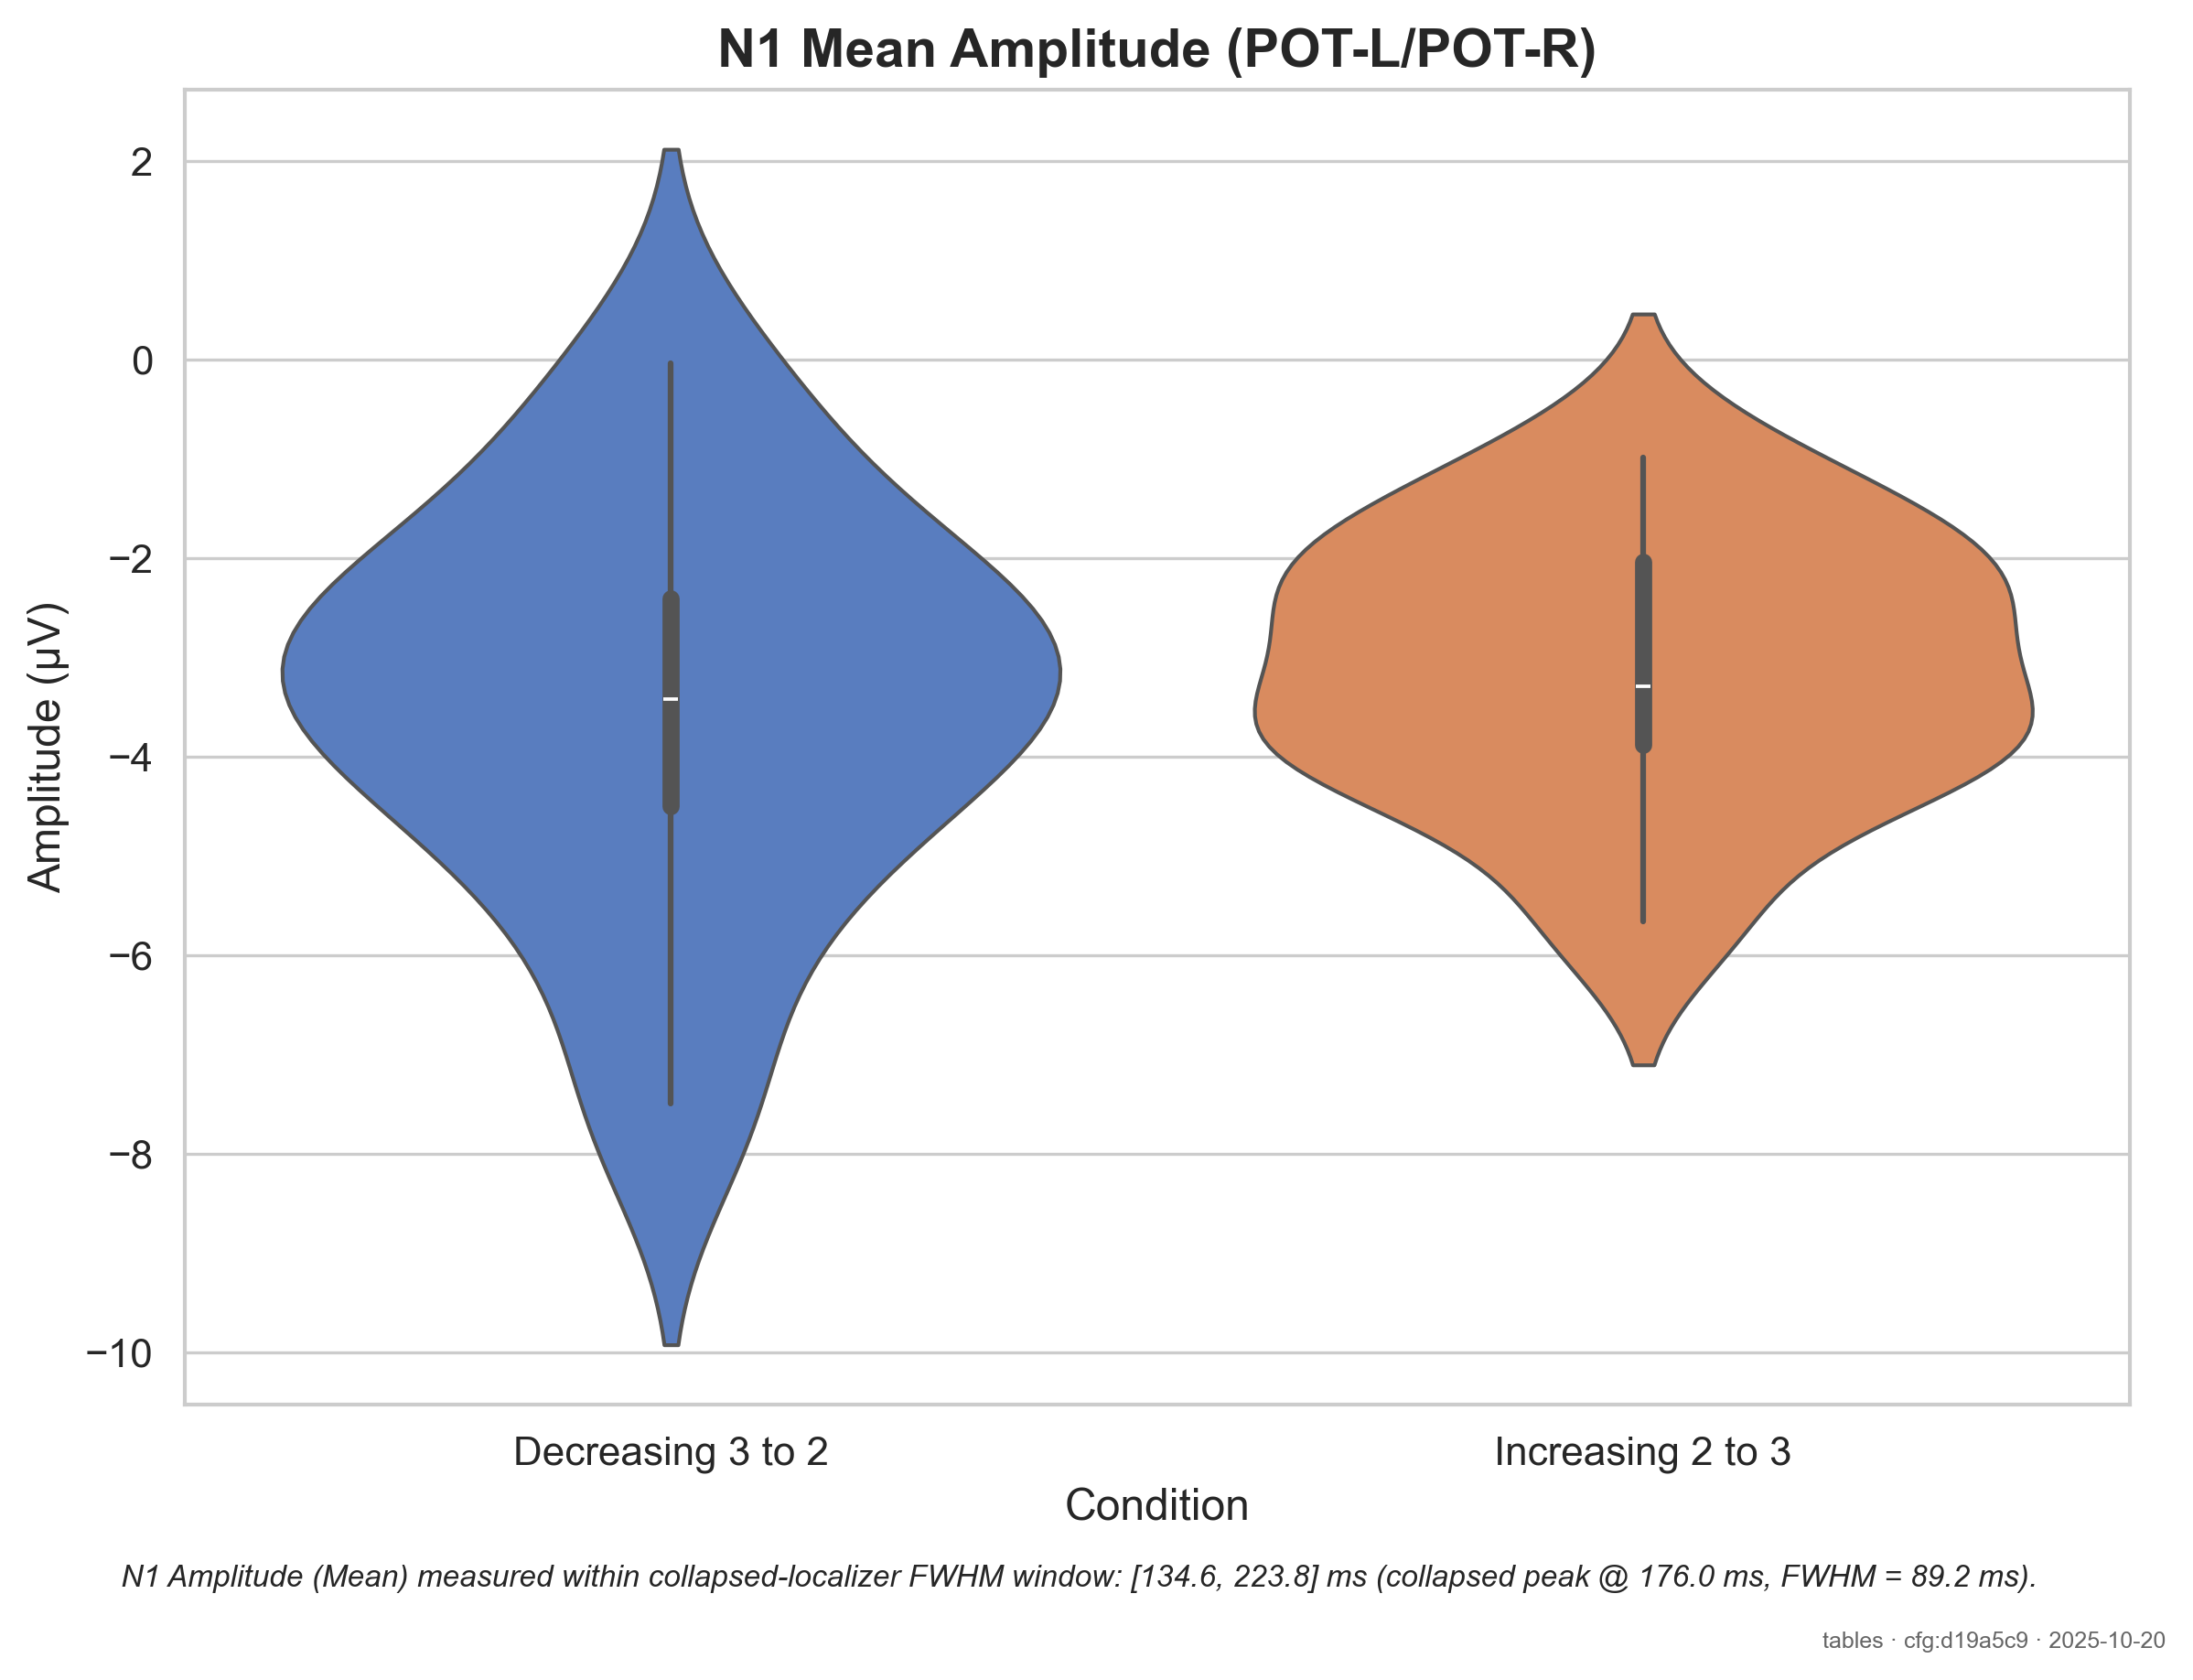 N1 Mean Amplitude (POT-L/POT-R)
Amplitude (µV)
2
0
−2
−4
−6
−8
−10
Decreasing 3 to 2
Increasing 2 to 3
Condition
N1 Amplitude (Mean) measured within collapsed-localizer FWHM window: [134.6, 223.8] ms (collapsed peak @ 176.0 ms, FWHM = 89.2 ms).
tables · cfg:d19a5c9 · 2025-10-20